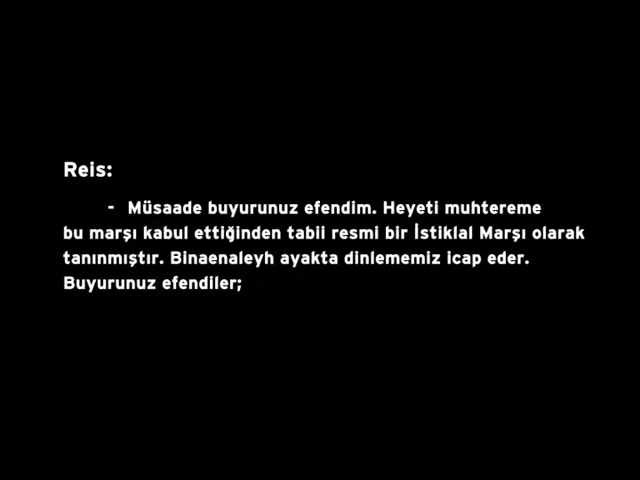 Reis:
- Müsaade buyurunuz efendim. Heyeti muhtereme
bu marşı kabul ettiğinden tabii resmi bir İstiklal Marşı olarak
tanınmıştır. Binaenaleyh ayakta dinlememiz icap eder.
Buyurunuz efendiler;